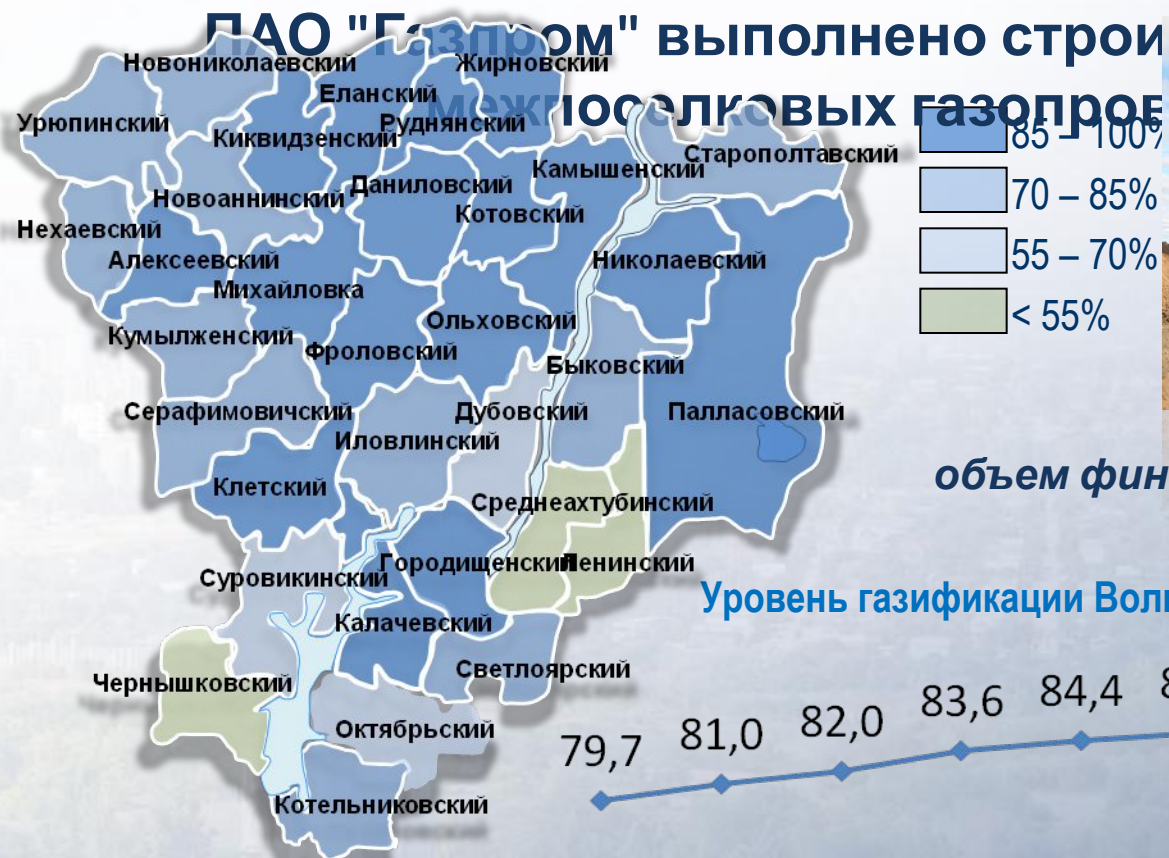 ПАО "Газпром" выполнено строи
межпоселковых газопров
Новониколаевский
Жирновский
Еланский
Урюпинский
Руднянский
Киквидзенский
Старополтавский
Камышенский
Даниловский
Новоаннинский
Котовский
Нехаевский
Алексеевский
Николаевский
Михайловка
Ольховский
Кумылженский
Фроловский
Быковский
Серафимовичский
Дубовский
Палласовский
Иловлинский
Клетский
Среднеахтубинский
Городищенский
Ленинский
Суровикинский
Калачевский
Светлоярский
Чернышковский
Октябрьский
Котельниковский
85 – 100%
70 – 85%
55 – 70%
< 55%
объем фин
Уровень газификации Вол
79,7 81,0 82,0 83,6 84,4 8